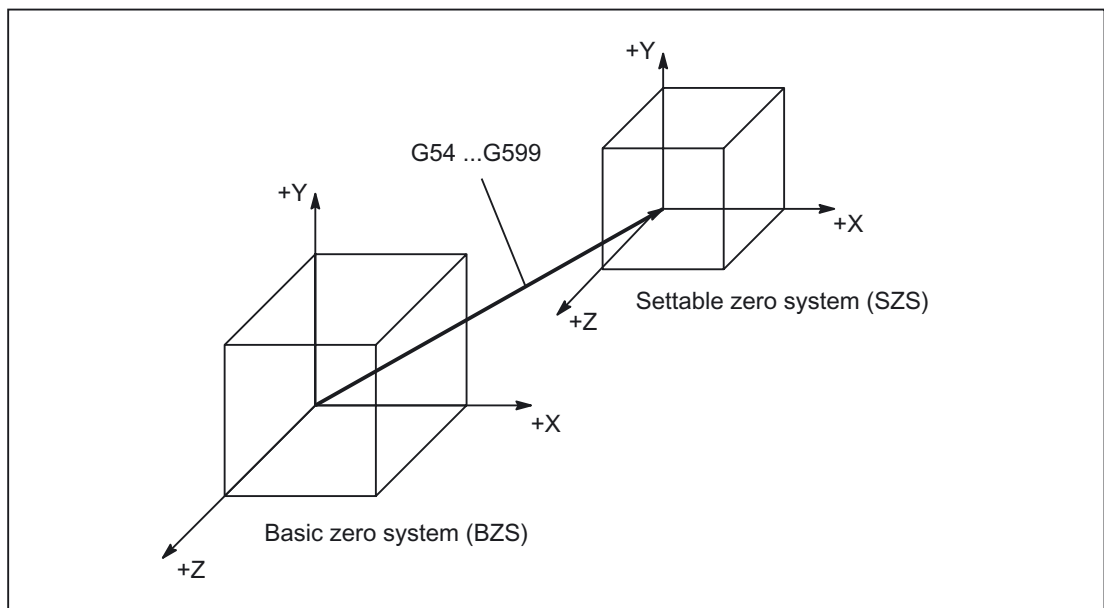 +Y
G54 ...G599
+Y
+X
Settable zero system (SZS)
+Z
+X
Basic zero system (BZS)
+Z